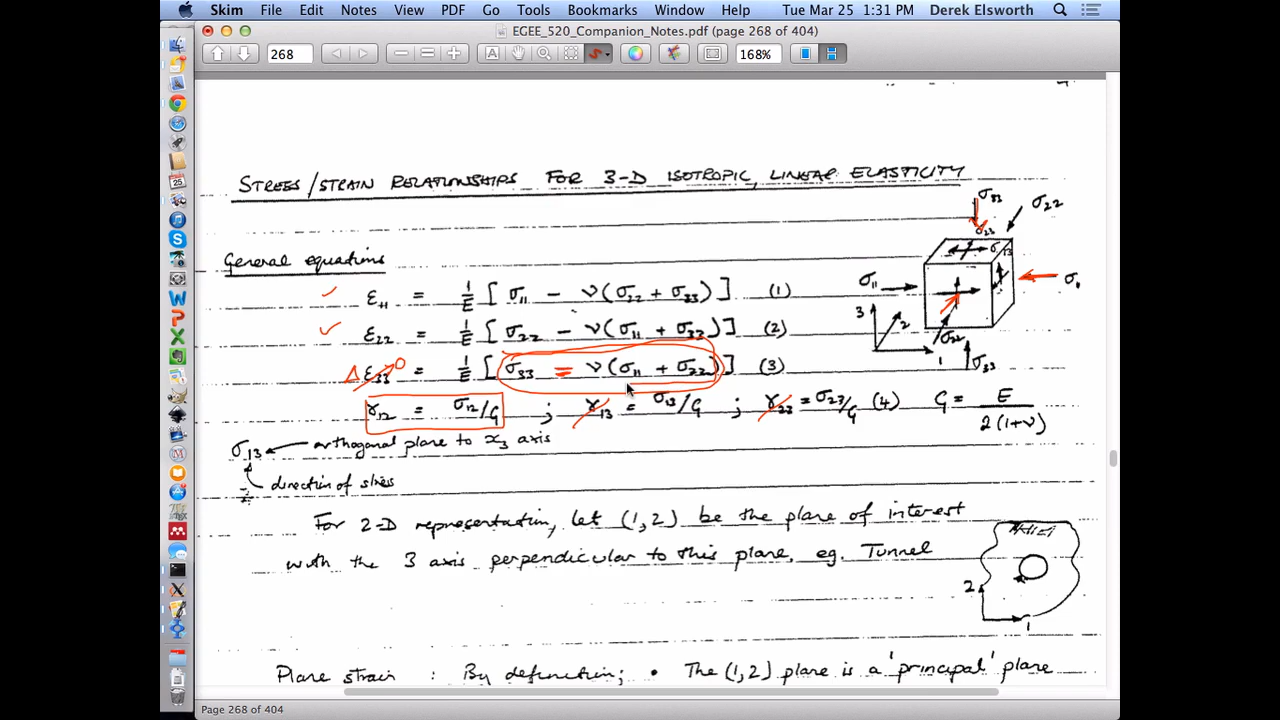 Skim File Edit Notes View PDF Go Tools Bookmarks Window Help Tue Mar 25 1:31 PM Derek Elsworth
EGEE_520_Companion_Notes.pdf (page 268 of 404)
268 168%
STRESS/STRAIN RELATIONSHIPS FOR 3-D ISOTROPIC, LINEAR ELASTICITY
σ33
σ22
σ23
General equations
ε11 = 1/E [ σ11 - ν(σ22 + σ33) ] (1)
σ11
ε22 = 1/E [ σ22 - ν(σ11 + σ33) ] (2)
3 2 1 σ22
Δε33 0 = 1/E [ σ33 = ν(σ11 + σ22) ] (3)
σ33
γ12 = σ12/G ; γ13 = σ13/G ; γ23 = σ23/G (4) G = E / 2(1+ν)
σ13 orthogonal plane to x3 axis
direction of stress
For 2-D representation, let (1,2) be the plane of interest
with the 3 axis perpendicular to this plane, eg. Tunnel
2
1
Plane strain : By definition; • The (1,2) plane is a 'principal' plane
Page 268 of 404